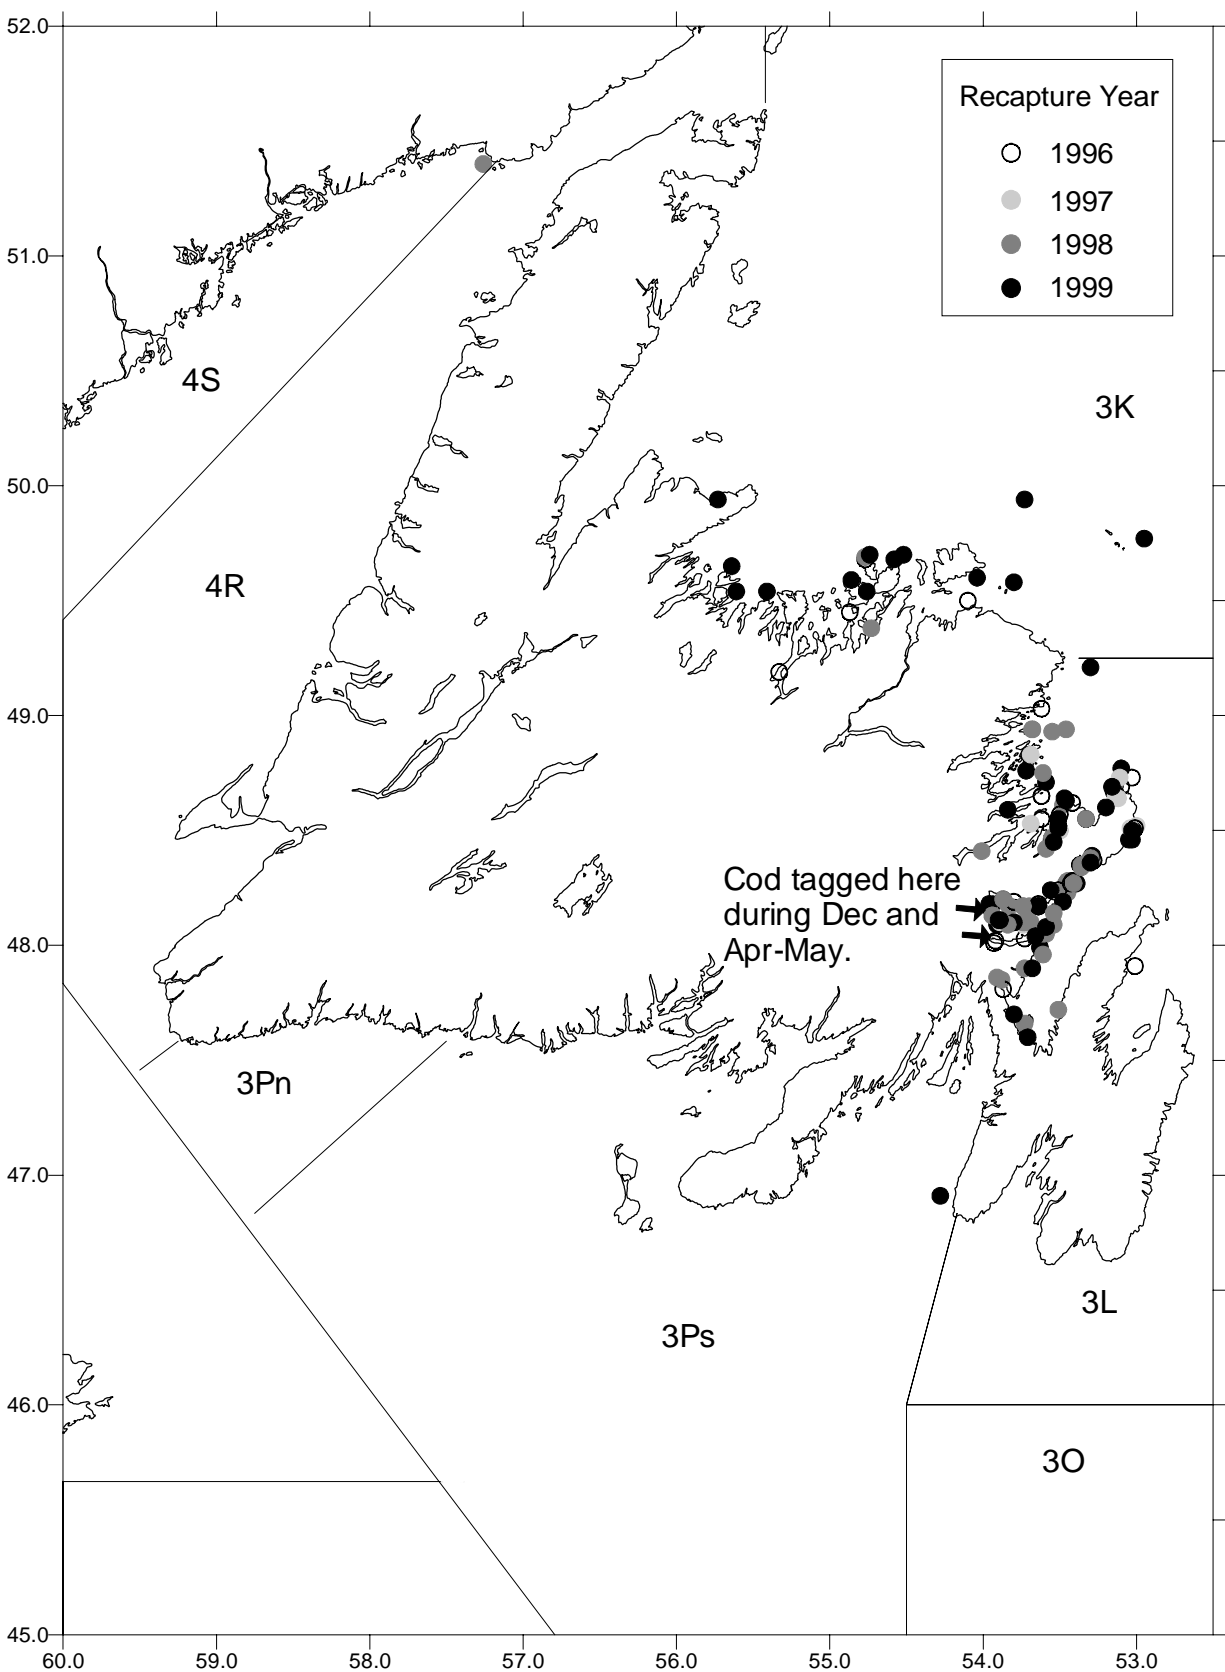 52.0
Recapture Year
1996
1997
1998
1999
51.0
4S
3K
50.0
4R
49.0
Cod tagged here
during Dec and
Apr-May.
48.0
3Pn
47.0
3L
3Ps
46.0
3O
45.0
60.0 59.0 58.0 57.0 56.0 55.0 54.0 53.0